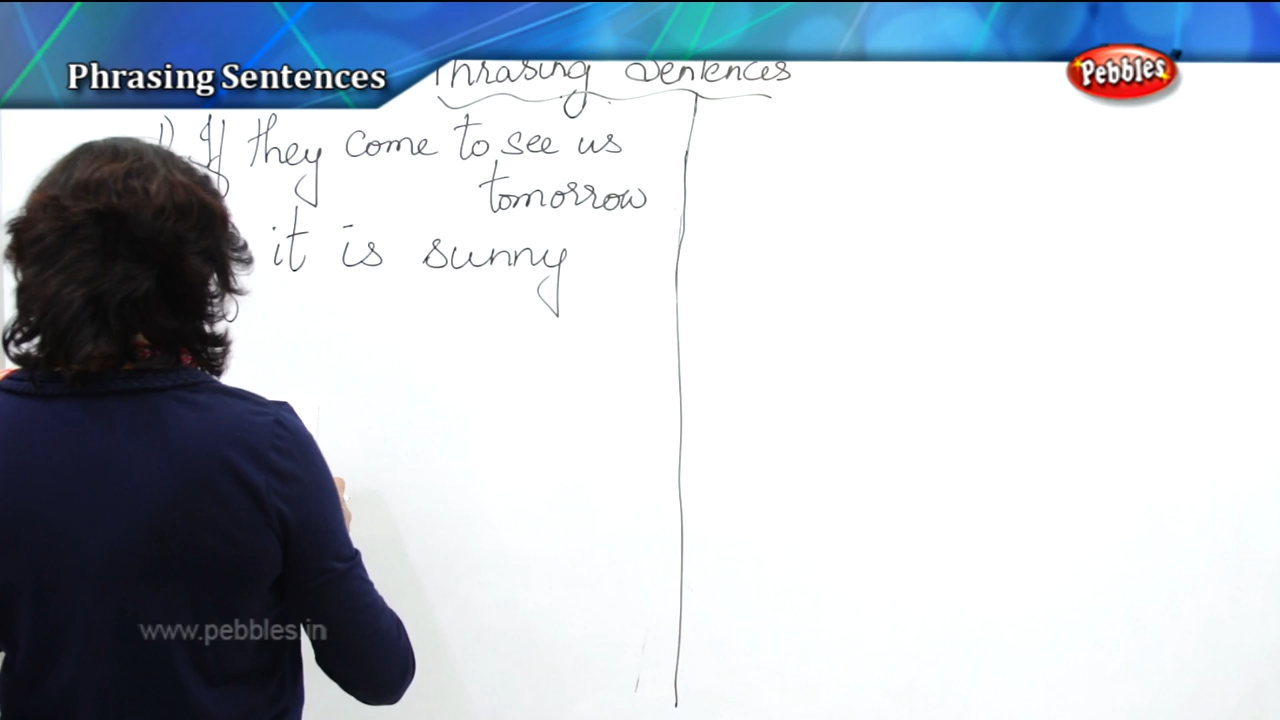 Phrasing Sentences
Pebbles
Phrasing Sentences
1) If they come to see us
tomorrow
it is sunny
www.pebbles.in